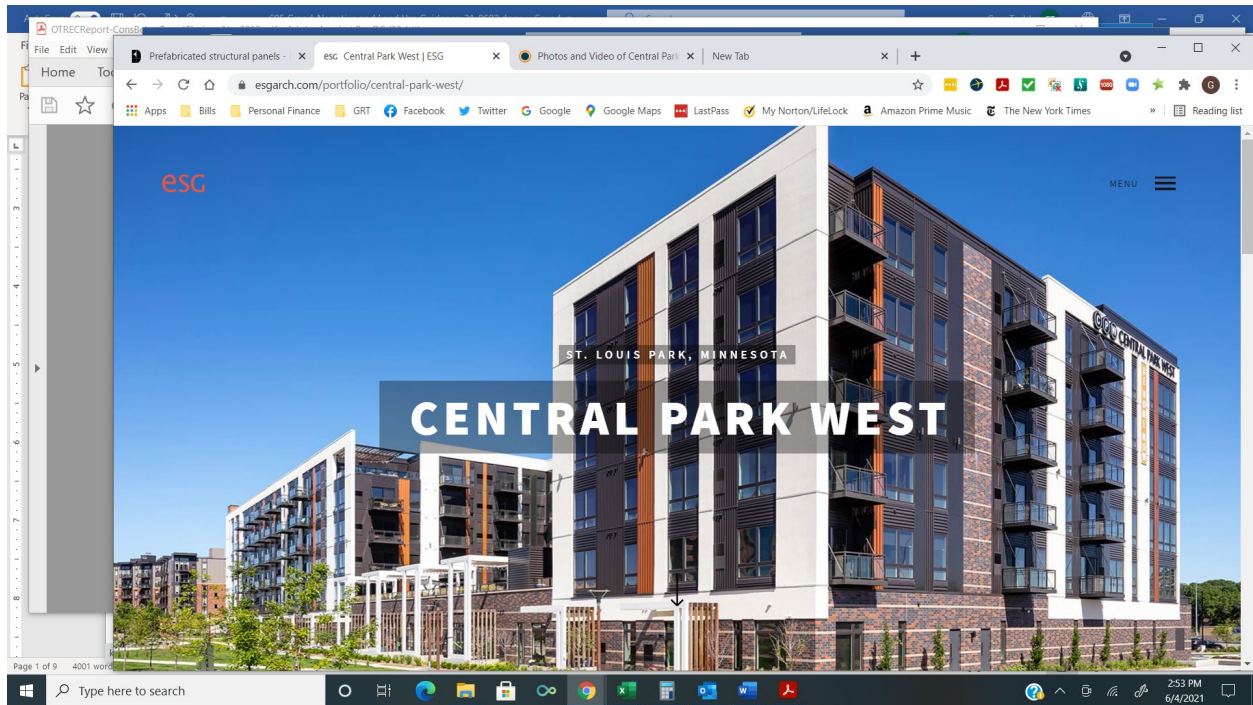 OTRECReport-ConsBe
File Edit View
Home
Prefabricated structural panels -
esg Central Park West | ESG
Photos and Video of Central Park
New Tab
esgarch.com/portfolio/central-park-west/
Apps Bills Personal Finance GRT Facebook Twitter Google Google Maps LastPass My Norton/LifeLock Amazon Prime Music The New York Times » Reading list
esG
MENU
CENTRAL PARK WEST
ST. LOUIS PARK, MINNESOTA
CENTRAL PARK WEST
Page 1 of 9 4001 word
Type here to search
2:53 PM
6/4/2021